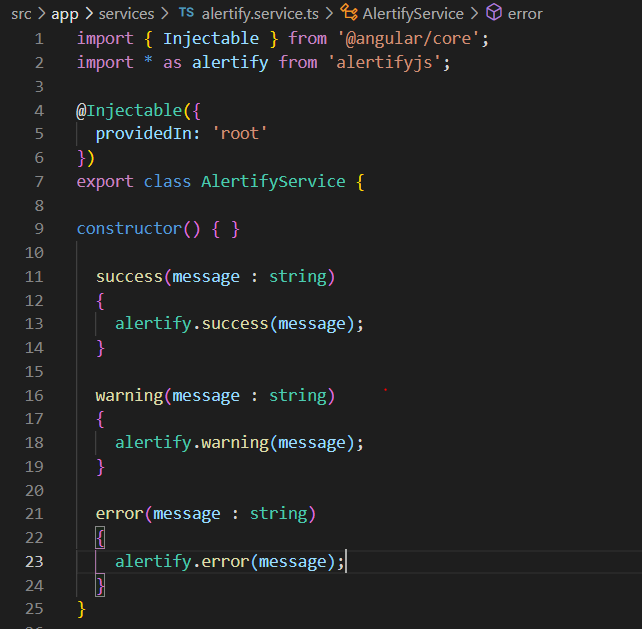 src > app > services > TS alertify.service.ts > AlertifyService > error
1 import { Injectable } from '@angular/core';
2 import * as alertify from 'alertifyjs';
3
4 @Injectable({
5   providedIn: 'root'
6 })
7 export class AlertifyService {
8
9 constructor() { }
10
11   success(message : string)
12   {
13     alertify.success(message);
14   }
15
16   warning(message : string)
17   {
18     alertify.warning(message);
19   }
20
21   error(message : string)
22   {
23     alertify.error(message);
24   }
25 }